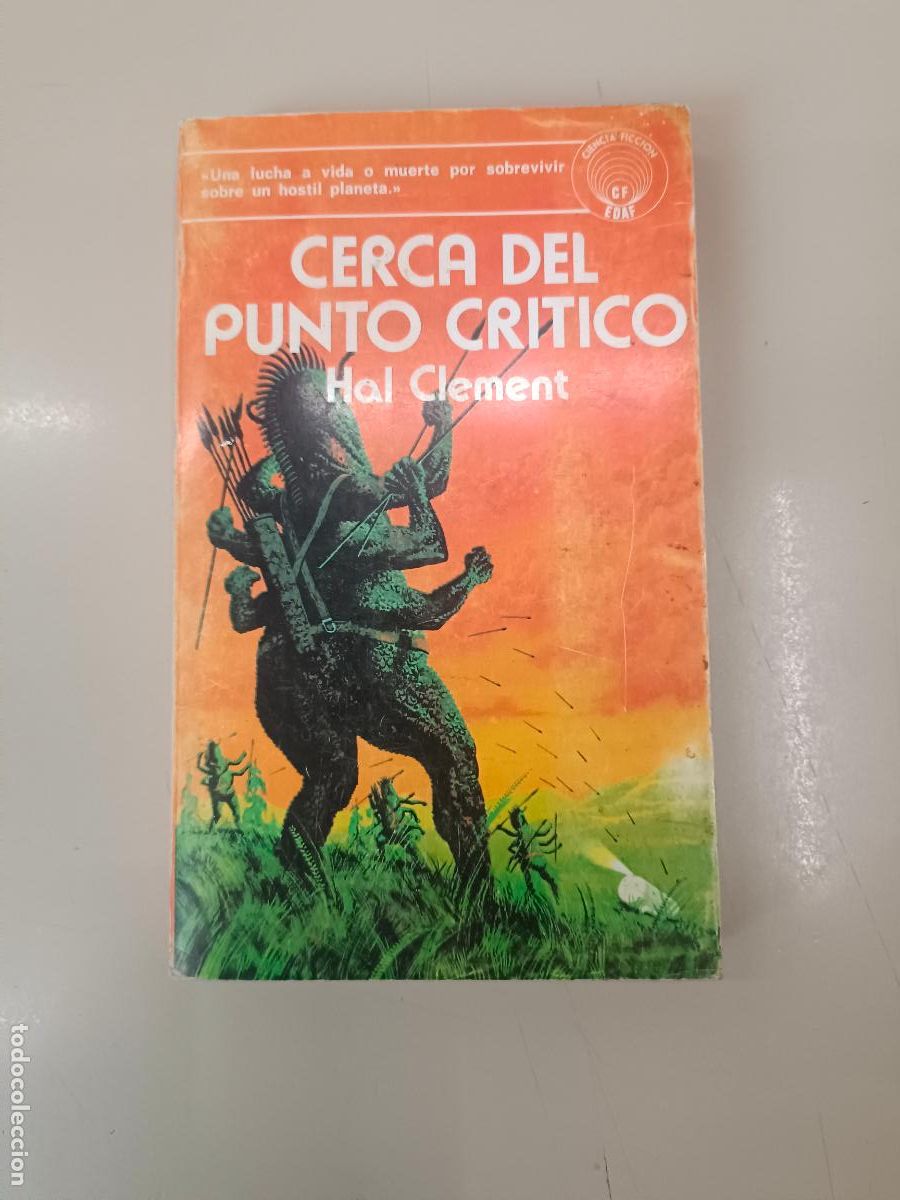 «Una lucha a vida o muerte por sobrevivir
sobre un hostil planeta.»
CIENCIA FICCION
CF
EDAF
CERCA DEL
PUNTO CRITICO
Hal Clement
todocoleccion